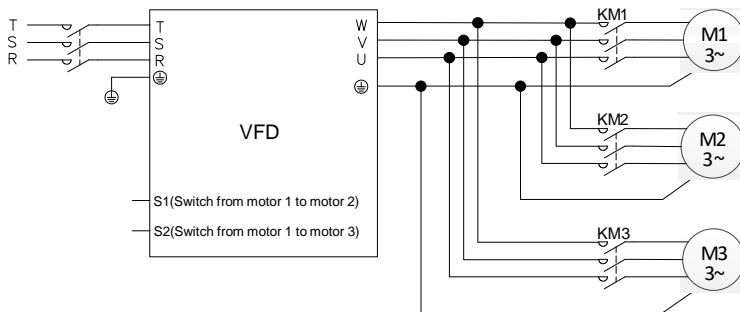 T
S
R
T
S
R
VFD
S1(Switch from motor 1 to motor 2)
S2(Switch from motor 1 to motor 3)
W
V
U
KM1
M1
3~
KM2
M2
3~
KM3
M3
3~